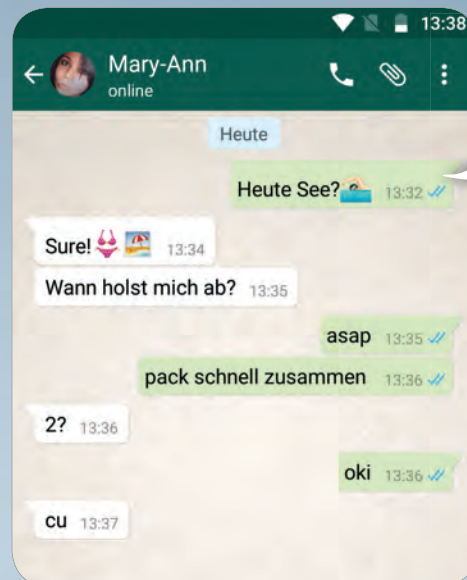 13:38
Mary-Ann
online
Heute
Heute See?🏊 13:32
Sure!👙🏖 13:34
Wann holst mich ab? 13:35
asap 13:35
pack schnell zusammen 13:36
2? 13:36
oki 13:36
cu 13:37